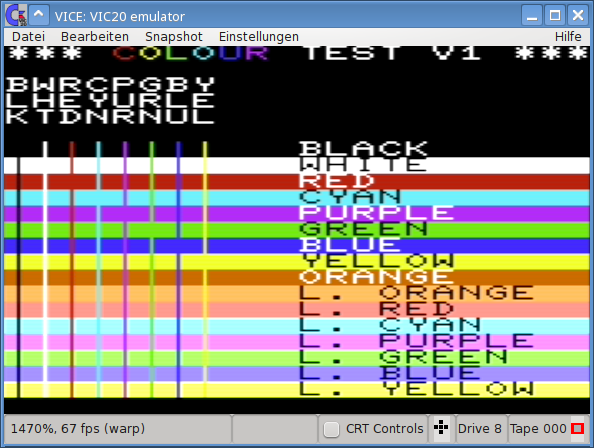 VICE: VIC20 emulator
Datei Bearbeiten Snapshot Einstellungen Hilfe
*** COLOUR TEST V1 ***
BWRCPGBY
LHEYURLE
KTDNRNUL
BLACK
WHITE
RED
CYAN
PURPLE
GREEN
BLUE
YELLOW
ORANGE
L. ORANGE
L. RED
L. CYAN
L. PURPLE
L. GREEN
L. BLUE
L. YELLOW
1470%, 67 fps (warp) CRT Controls Drive 8 Tape 000